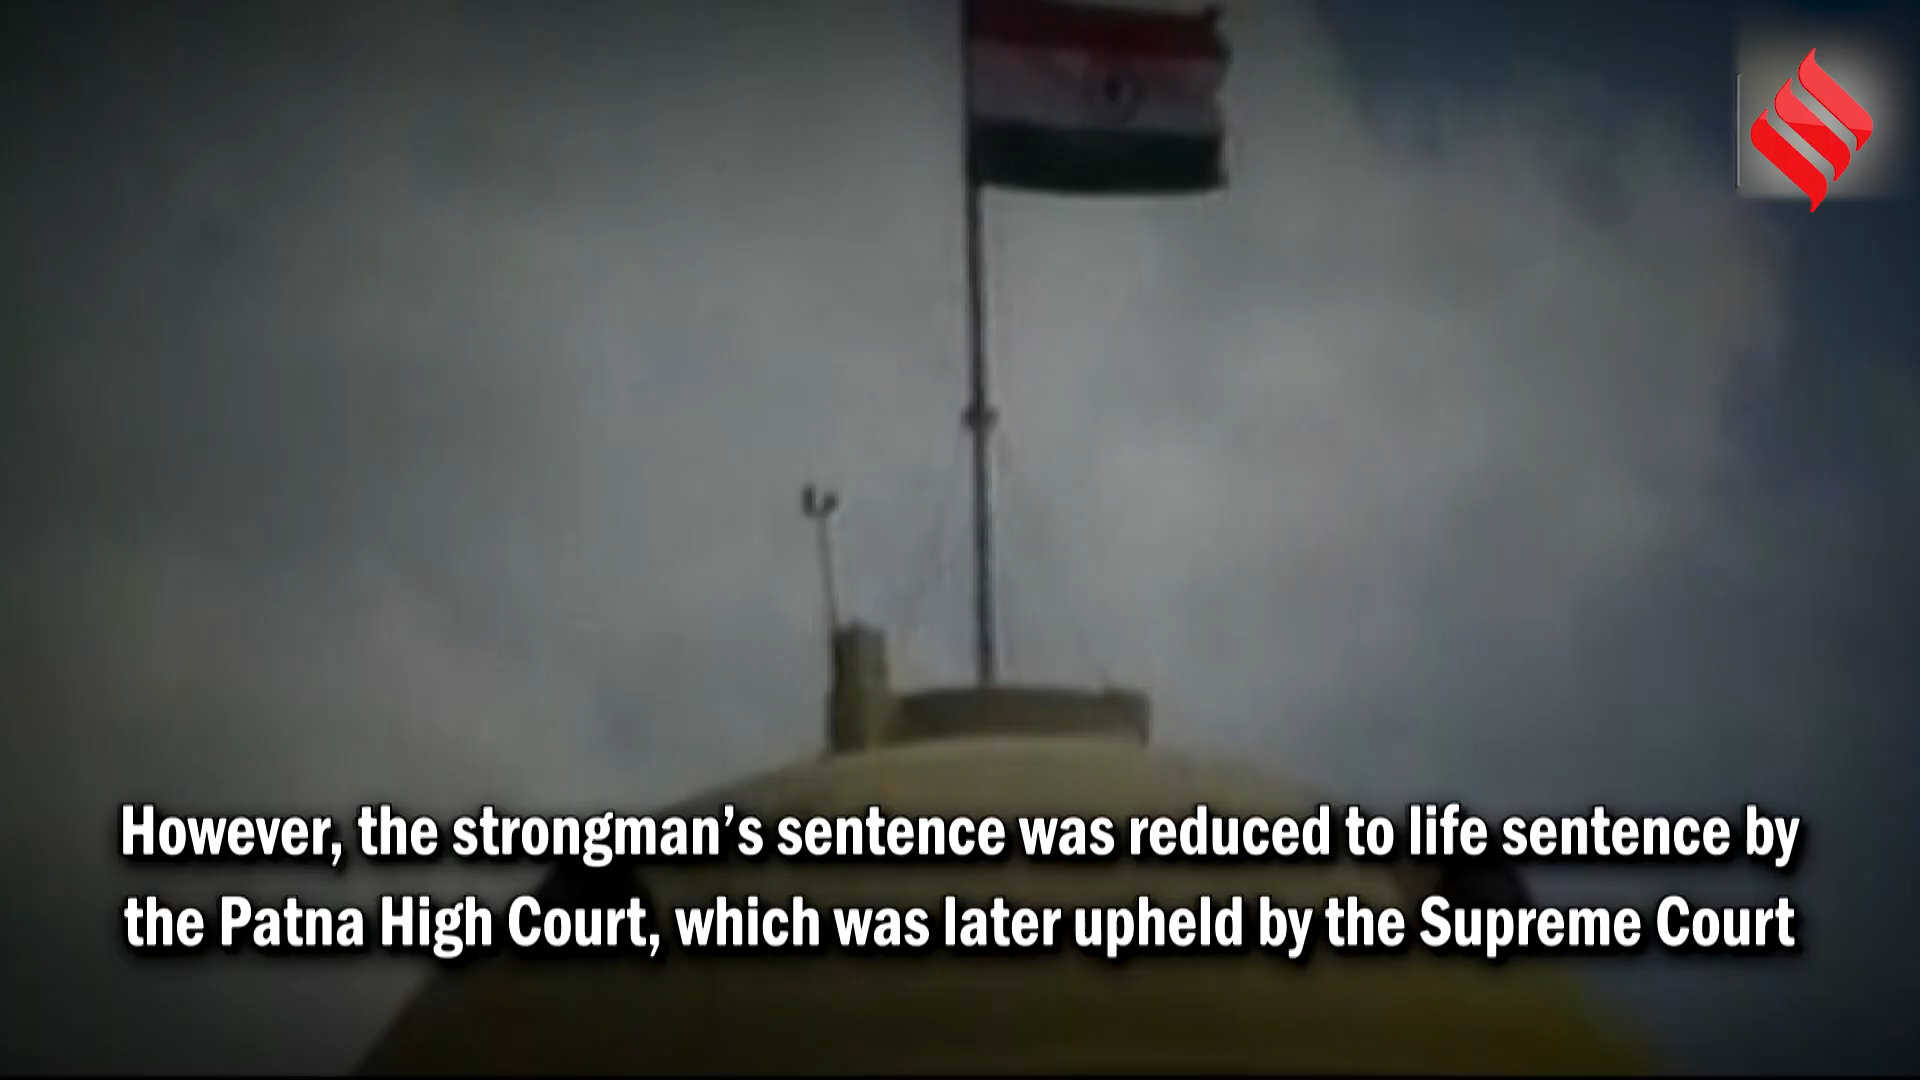 However, the strongman’s sentence was reduced to life sentence by
the Patna High Court, which was later upheld by the Supreme Court